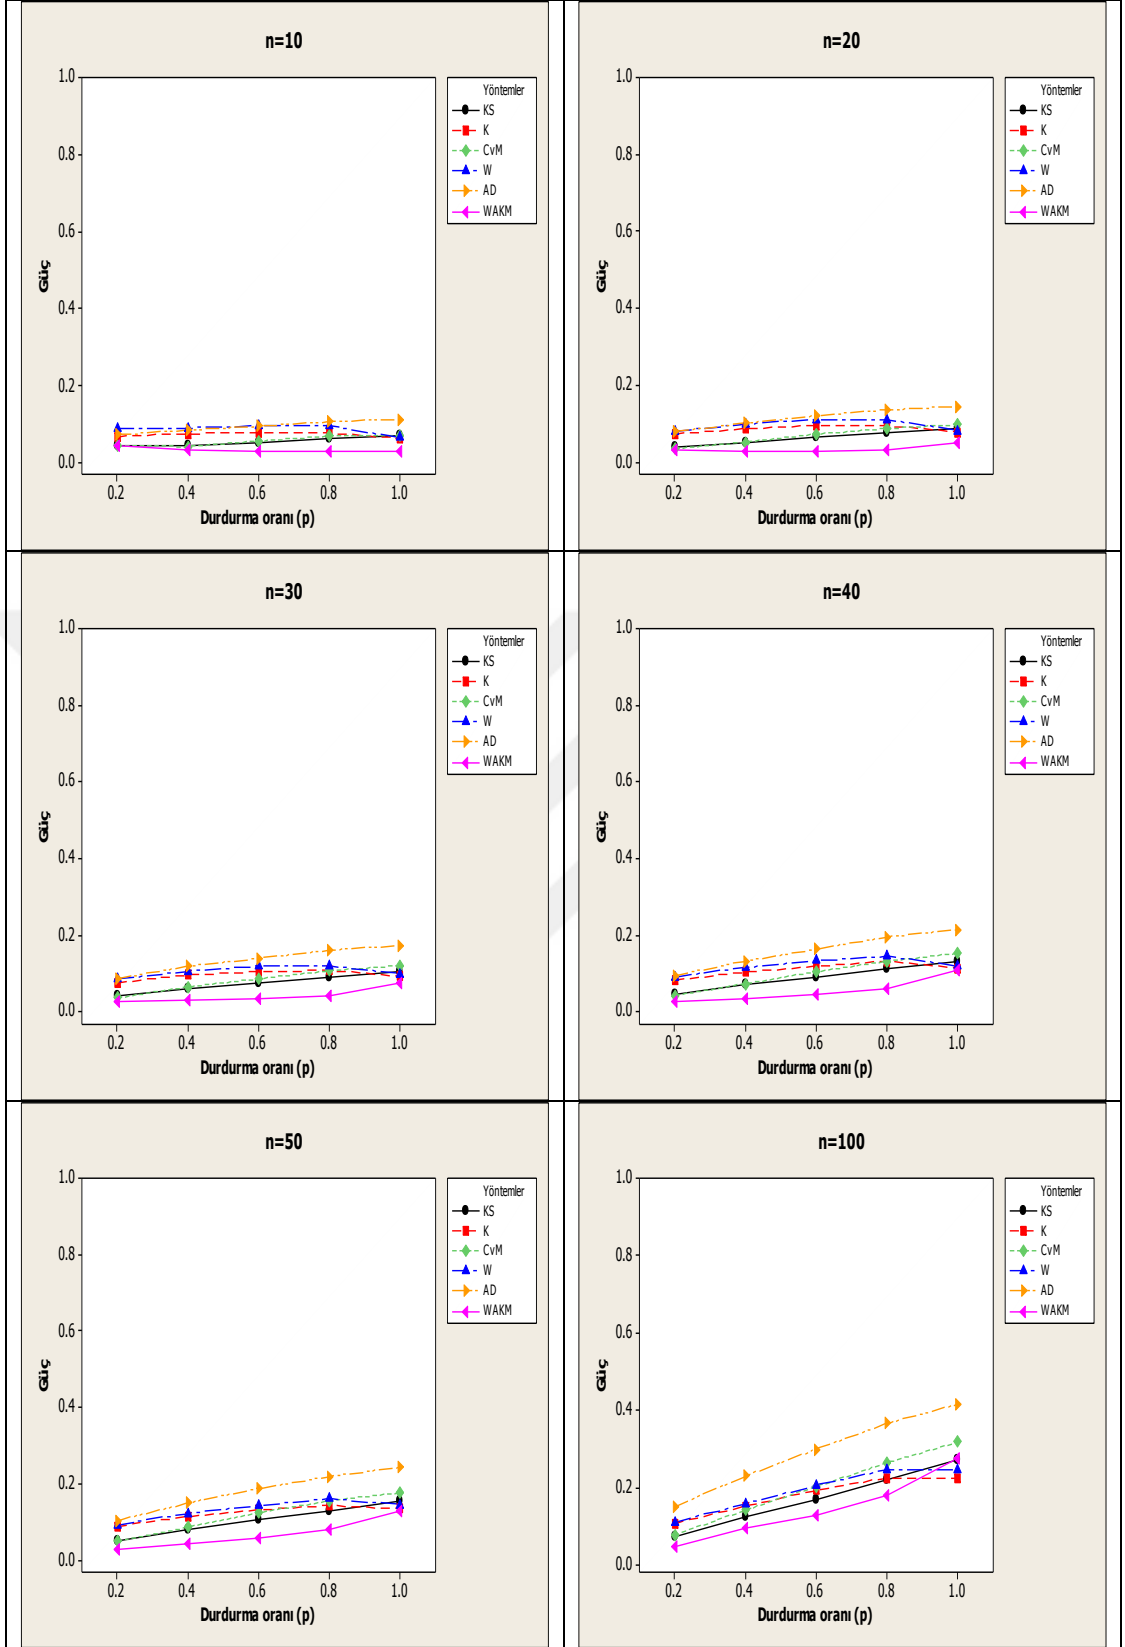 n=10
1.0
0.8
0.6
0.4
0.2
0.0
Güç
0.2 0.4 0.6 0.8 1.0
Durdurma oranı (p)
Yöntemler
KS
K
CvM
W
AD
WAKM
n=20
1.0
0.8
0.6
0.4
0.2
0.0
Güç
0.2 0.4 0.6 0.8 1.0
Durdurma oranı (p)
Yöntemler
KS
K
CvM
W
AD
WAKM
n=30
1.0
0.8
0.6
0.4
0.2
0.0
Güç
0.2 0.4 0.6 0.8 1.0
Durdurma oranı (p)
Yöntemler
KS
K
CvM
W
AD
WAKM
n=40
1.0
0.8
0.6
0.4
0.2
0.0
Güç
0.2 0.4 0.6 0.8 1.0
Durdurma oranı (p)
Yöntemler
KS
K
CvM
W
AD
WAKM
n=50
1.0
0.8
0.6
0.4
0.2
0.0
Güç
0.2 0.4 0.6 0.8 1.0
Durdurma oranı (p)
Yöntemler
KS
K
CvM
W
AD
WAKM
n=100
1.0
0.8
0.6
0.4
0.2
0.0
Güç
0.2 0.4 0.6 0.8 1.0
Durdurma oranı (p)
Yöntemler
KS
K
CvM
W
AD
WAKM